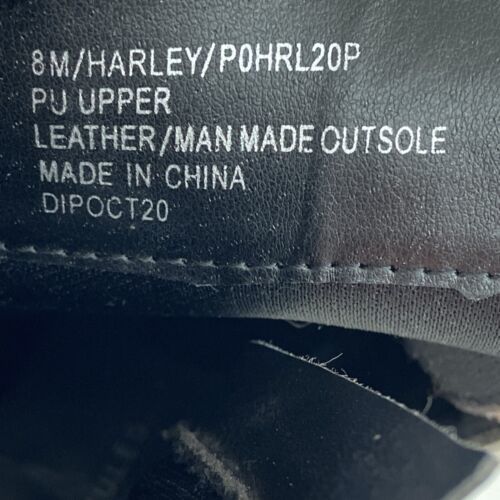 8M/HARLEY/P0HRL20P
PU UPPER
LEATHER/MAN MADE OUTSOLE
MADE IN CHINA
DIPOCT20